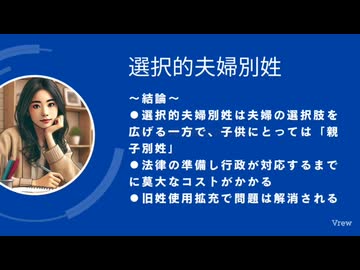 選択的夫婦別姓
～結論～
●選択的夫婦別姓は夫婦の選択肢を
広げる一方で、子供にとっては「親
子別姓」
●法律の準備し行政が対応するまで
に莫大なコストがかかる
●旧姓使用拡充で問題は解消される
Vrew